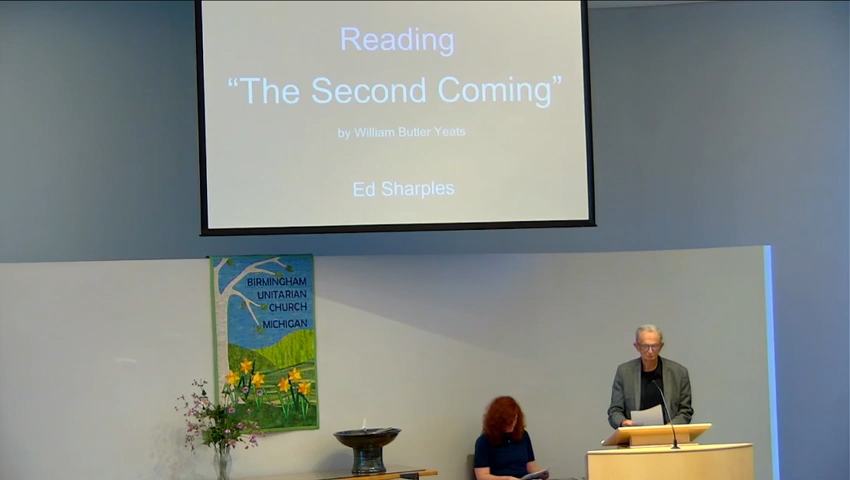 Reading
“The Second Coming”
by William Butler Yeats
Ed Sharples
BIRMINGHAM
UNITARIAN
CHURCH
MICHIGAN